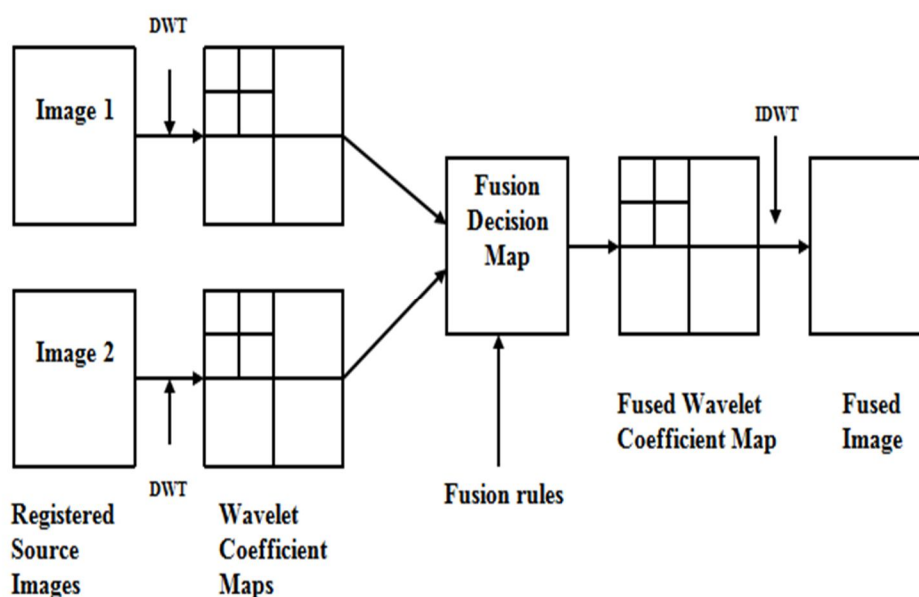 DWT
Image 1
IDWT
Fusion
Decision
Map
Image 2
DWT
Fusion rules
Fused Wavelet
Coefficient Map
Fused
Image
Registered
Source
Images
Wavelet
Coefficient
Maps